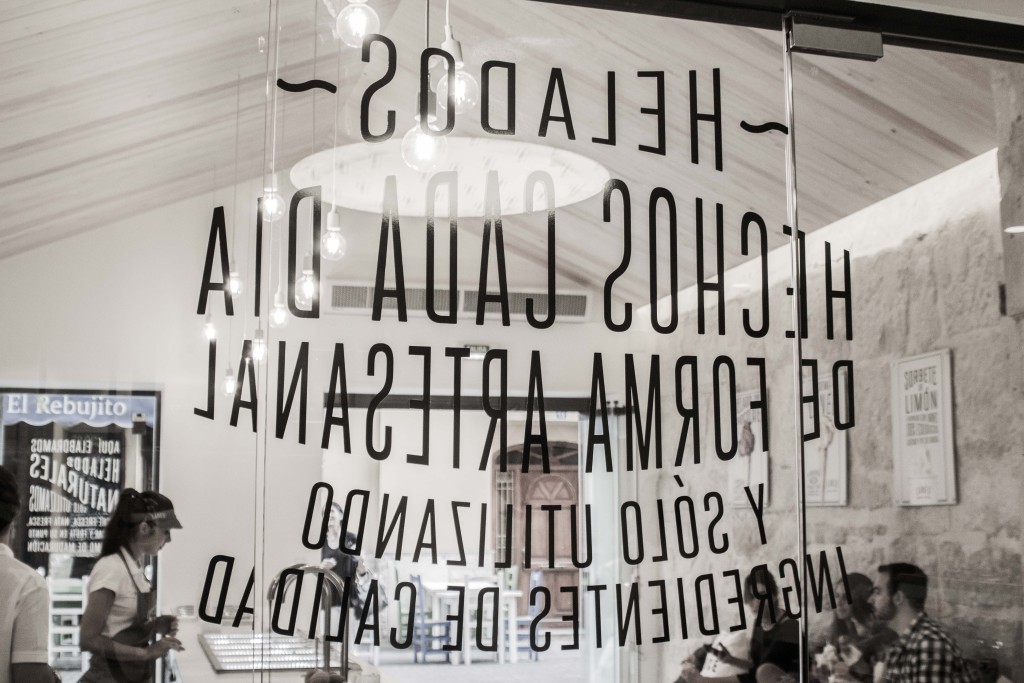 ~HELADOS~
HECHOS CADA DIA
DE FORMA ARTESANAL
Y SÓLO UTILIZANDO
INGREDIENTES DE CALIDAD
El Rebujito
AQUÍ ELABORAMOS
HELADOS
NATURALES
SORBETE
LIMÓN